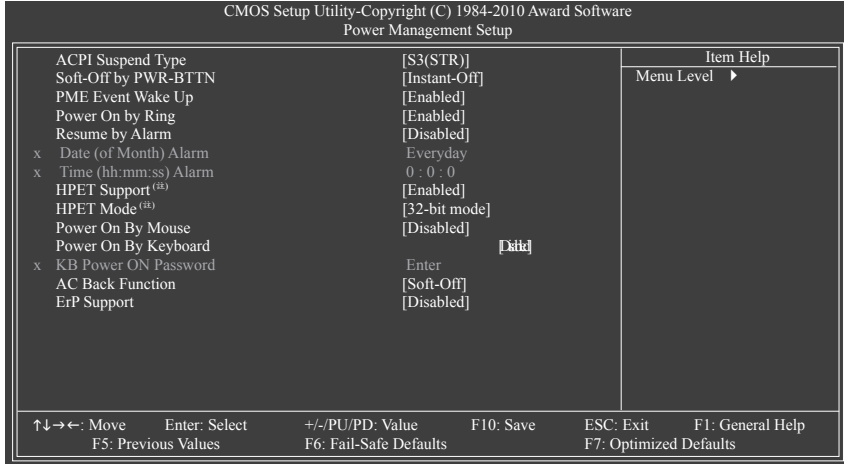 CMOS Setup Utility-Copyright (C) 1984-2010 Award Software
Power Management Setup
ACPI Suspend Type [S3(STR)]
Soft-Off by PWR-BTTN [Instant-Off]
PME Event Wake Up [Enabled]
Power On by Ring [Enabled]
Resume by Alarm [Disabled]
x Date (of Month) Alarm Everyday
x Time (hh:mm:ss) Alarm 0 : 0 : 0
HPET Support (註) [Enabled]
HPET Mode (註) [32-bit mode]
Power On By Mouse [Disabled]
Power On By Keyboard
x KB Power ON Password Enter
AC Back Function [Soft-Off]
ErP Support [Disabled]
Item Help
Menu Level ▶
↑↓→←: Move Enter: Select +/-/PU/PD: Value F10: Save ESC: Exit F1: General Help
F5: Previous Values F6: Fail-Safe Defaults F7: Optimized Defaults